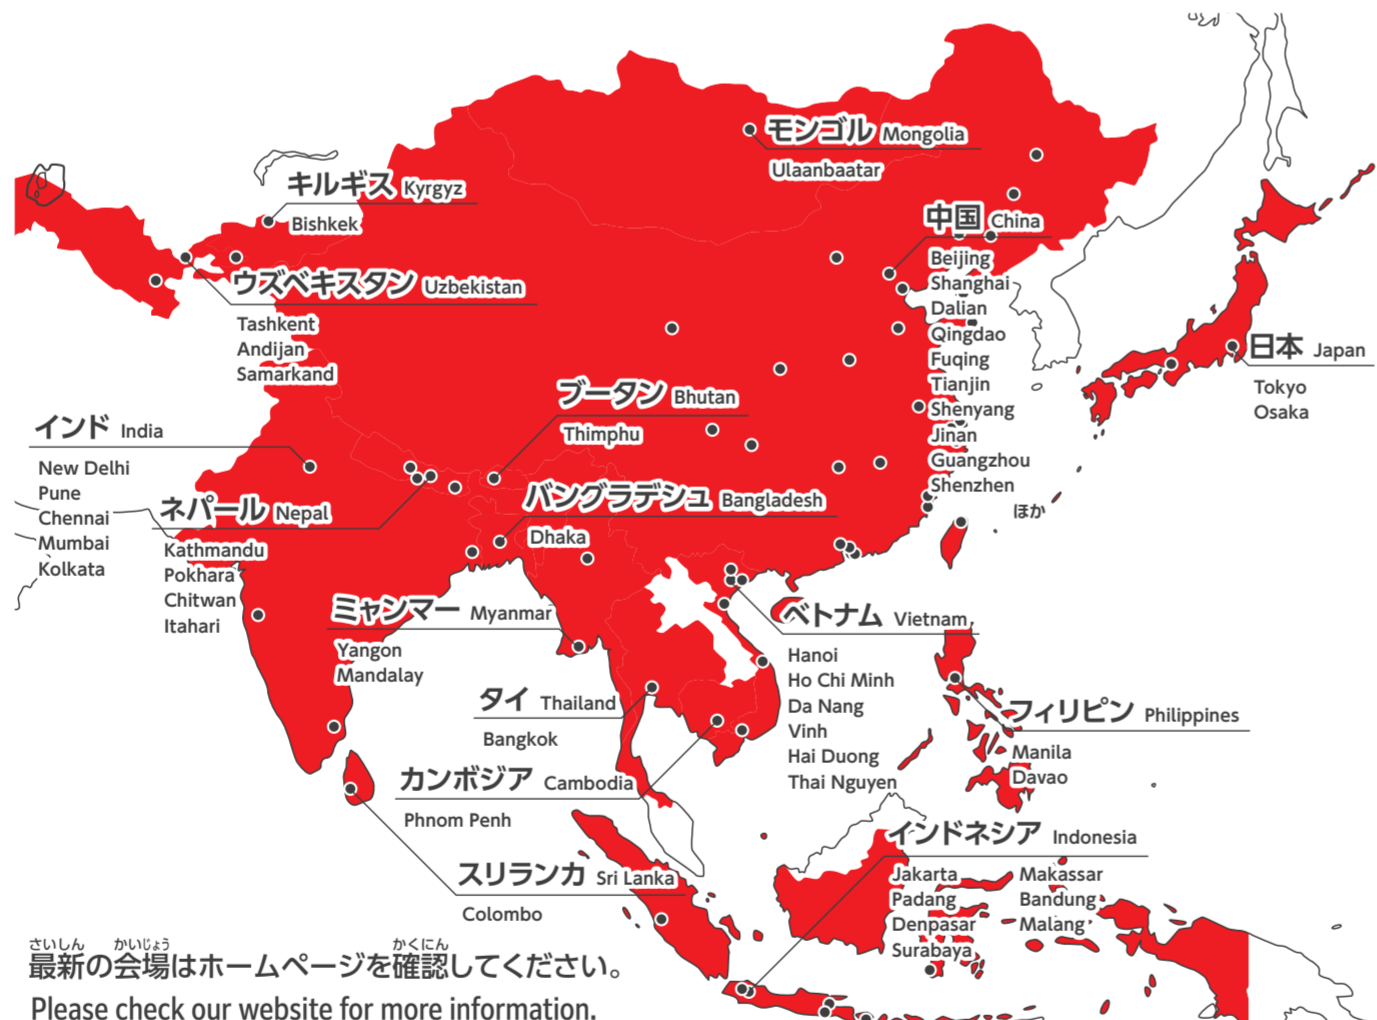 モンゴル Mongolia
Ulaanbaatar
キルギス Kyrgyz
Bishkek
中国 China
Beijing
Shanghai
Dalian
Qingdao
Fuqing
Tianjin
Shenyang
Jinan
Guangzhou
Shenzhen
ほか
ウズベキスタン Uzbekistan
Tashkent
Andijan
Samarkand
日本 Japan
Tokyo
Osaka
ブータン Bhutan
Thimphu
インド India
New Delhi
Pune
Chennai
Mumbai
Kolkata
ネパール Nepal
Kathmandu
Pokhara
Chitwan
Itahari
バングラデシュ Bangladesh
Dhaka
ミャンマー Myanmar
Yangon
Mandalay
ベトナム Vietnam
Hanoi
Ho Chi Minh
Da Nang
Vinh
Hai Duong
Thai Nguyen
タイ Thailand
Bangkok
フィリピン Philippines
Manila
Davao
カンボジア Cambodia
Phnom Penh
インドネシア Indonesia
Jakarta Makassar
Padang Bandung
Denpasar Malang
Surabaya
スリランカ Sri Lanka
Colombo
さいしん かいじょう かくにん
最新の会場はホームページを確認してください。
Please check our website for more information.